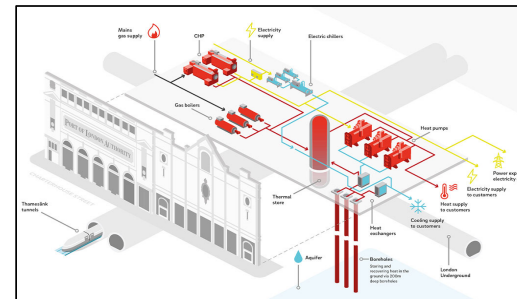 Mains
gas supply
CHP
Electricity
supply
Electric chillers
Gas boilers
PORT OF LONDON AUTHORITY
Heat pumps
Power exp
electricity
Electricity supply
to customers
Heat supply
to customers
Thermal
store
Cooling supply
to customers
Thameslink
tunnels
Heat
exchangers
Aquifer
Boreholes
Storing and
recovering heat in the
ground via 200m
deep boreholes
London
Underground